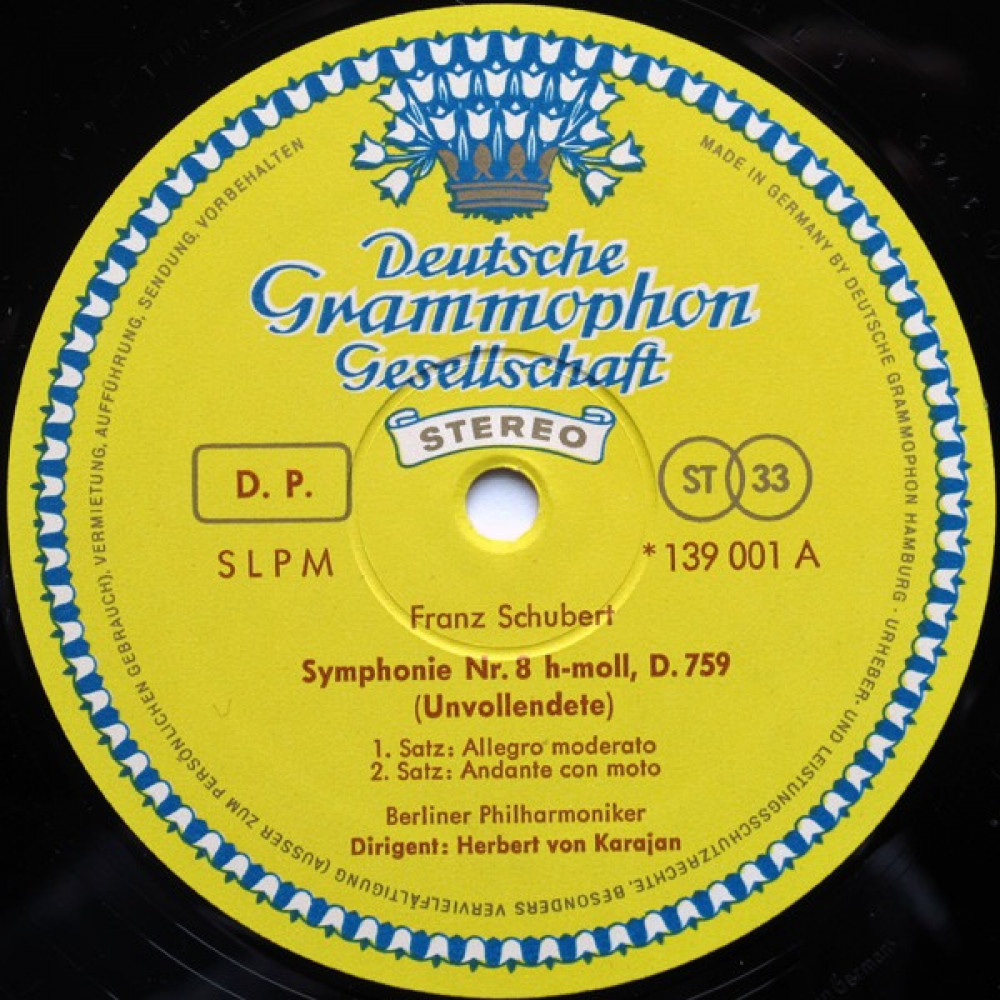 Deutsche
Grammophon
Gesellschaft
STEREO
D. P.
ST 33
SLPM
* 139 001 A
Franz Schubert
Symphonie Nr. 8 h-moll, D. 759
(Unvollendete)
1. Satz: Allegro moderato
2. Satz: Andante con moto
Berliner Philharmoniker
Dirigent: Herbert von Karajan
MADE IN GERMANY BY DEUTSCHE GRAMMOPHON HAMBURG · URHEBER- UND LEISTUNGSSCHUTZRECHTE, BESONDERS VERVIELFÄLTIGUNG (AUSSER ZUM PERSÖNLICHEN GEBRAUCH), VERMIETUNG, AUFFÜHRUNG, SENDUNG, VORBEHALTEN